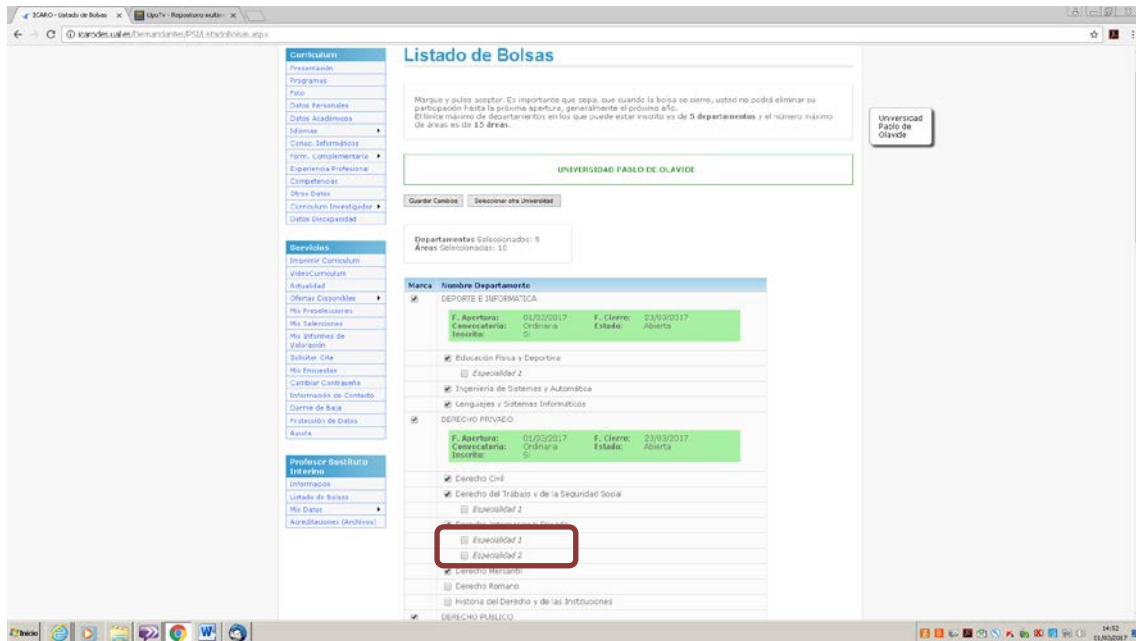 ICARO - Listado de Bolsas
UpoTv - Repositorio multim
icarodes.ual.es/Demandantes/PSI/ListadoBolsas.aspx
Curriculum
Presentación
Programas
Foto
Datos Personales
Datos Académicos
Idiomas
Conoc. Informáticos
Form. Complementaria
Experiencia Profesional
Competencias
Otros Datos
Curriculum Investigador
Datos Discapacidad
Servicios
Imprimir Curriculum
VideoCurriculum
Actualidad
Ofertas Disponibles
Mis Preselecciones
Mis Selecciones
Mis Informes de
Valoración
Solicitar Cita
Mis Encuestas
Cambiar Contraseña
Información de Contacto
Darme de Baja
Protección de Datos
Ayuda
Profesor Sustituto
Interino
Información
Listado de Bolsas
Mis Datos
Acreditaciones (Archivos)
Listado de Bolsas
Marque y pulse aceptar. Es importante que sepa, que cuando la bolsa se cierre, usted no podrá eliminar su
participación hasta la próxima apertura, generalmente el próximo año.
El límite máximo de departamentos en los que puede estar inscrito es de 5 departamentos y el número máximo
de áreas es de 15 áreas.
UNIVERSIDAD PABLO DE OLAVIDE
Guardar Cambios Seleccionar otra Universidad
Departamentos Seleccionados: 5
Áreas Seleccionadas: 10
Marca Nombre Departamento
DEPORTE E INFORMÁTICA
F. Apertura: 01/03/2017 F. Cierre: 23/03/2017
Convocatoria: Ordinaria Estado: Abierta
Inscrito: Si
Educación Física y Deportiva
Especialidad 1
Ingeniería de Sistemas y Automática
Lenguajes y Sistemas Informáticos
DERECHO PRIVADO
F. Apertura: 01/03/2017 F. Cierre: 23/03/2017
Convocatoria: Ordinaria Estado: Abierta
Inscrito: Si
Derecho Civil
Derecho del Trabajo y de la Seguridad Social
Especialidad 1
Derecho Internacional Privado
Especialidad 1
Especialidad 2
Derecho Mercantil
Derecho Romano
Historia del Derecho y de las Instituciones
DERECHO PÚBLICO
Universidad
Pablo de
Olavide
Inicio
14:52
01/03/2017